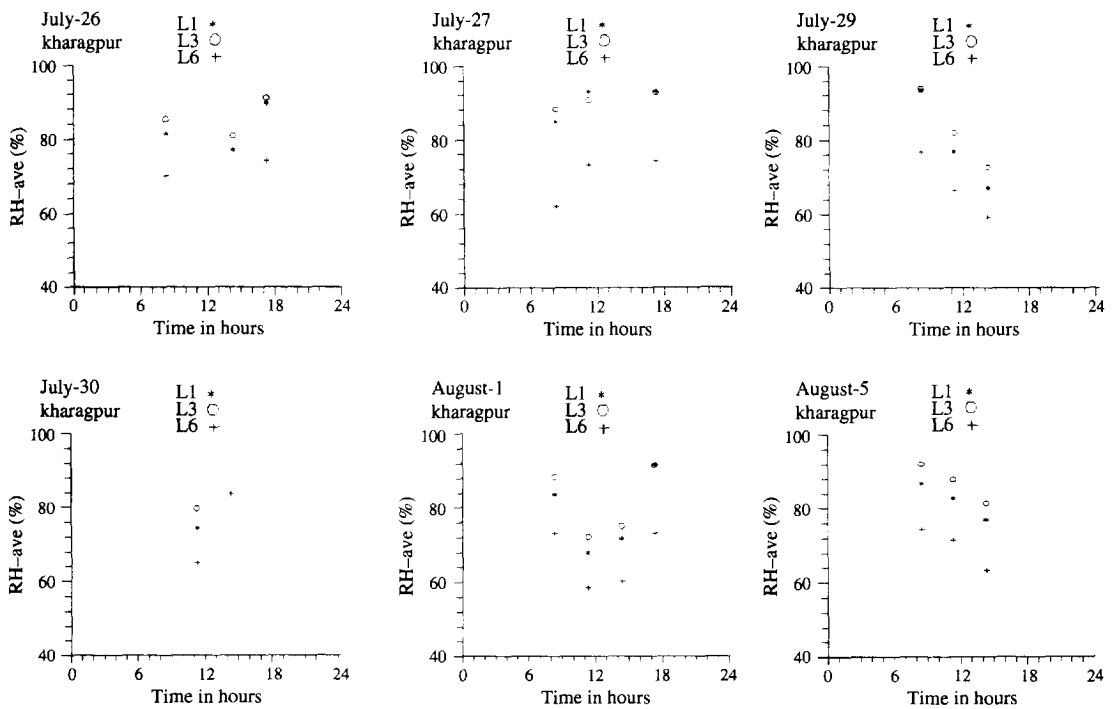 July-26 L1 *
kharagpur L3 ○
L6 +
100
80
60
40
RH-ave (%)
0 6 12 18 24
Time in hours
July-27 L1 *
kharagpur L3 ○
L6 +
100
80
60
40
RH-ave (%)
0 6 12 18 24
Time in hours
July-29 L1 *
kharagpur L3 ○
L6 +
100
80
60
40
RH-ave (%)
0 6 12 18 24
Time in hours
July-30 L1 *
kharagpur L3 ○
L6 +
100
80
60
40
RH-ave (%)
0 6 12 18 24
Time in hours
August-1 L1 *
kharagpur L3 ○
L6 +
100
80
60
40
RH-ave (%)
0 6 12 18 24
Time in hours
August-5 L1 *
kharagpur L3 ○
L6 +
100
80
60
40
RH-ave (%)
0 6 12 18 24
Time in hours